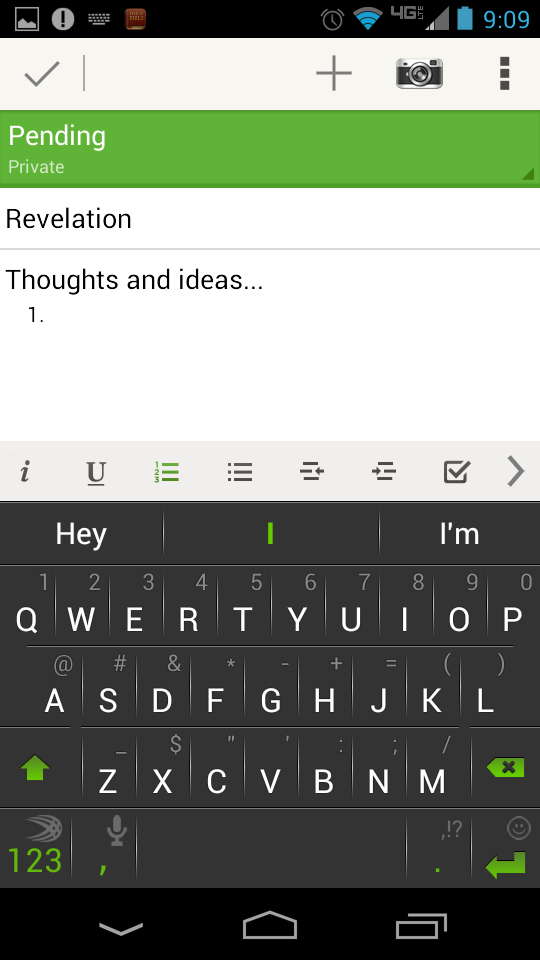 4G LTE 9:09
Pending
Private
Revelation
Thoughts and ideas...
1.
i U
Hey I I'm
1 2 3 4 5 6 7 8 9 0
Q W E R T Y U I O P
@ # & * - + = ( )
A S D F G H J K L
_ $ " ' : ; /
Z X C V B N M
,!?
123 , .